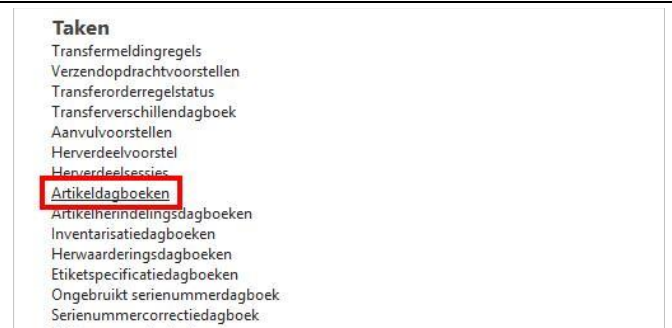 Taken
Transfermeldingregels
Verzendopdrachtvoorstellen
Transferorderregelstatus
Transferverschillendagboek
Aanvulvoorstellen
Herverdeelvoorstel
Herverdeelsessies
Artikeldagboeken
Artikelherindelingsdagboeken
Inventarisatiedagboeken
Herwaarderingsdagboeken
Etiketspecificatiedagboeken
Ongebruikt serienummerdagboek
Serienummercorrectiedagboek